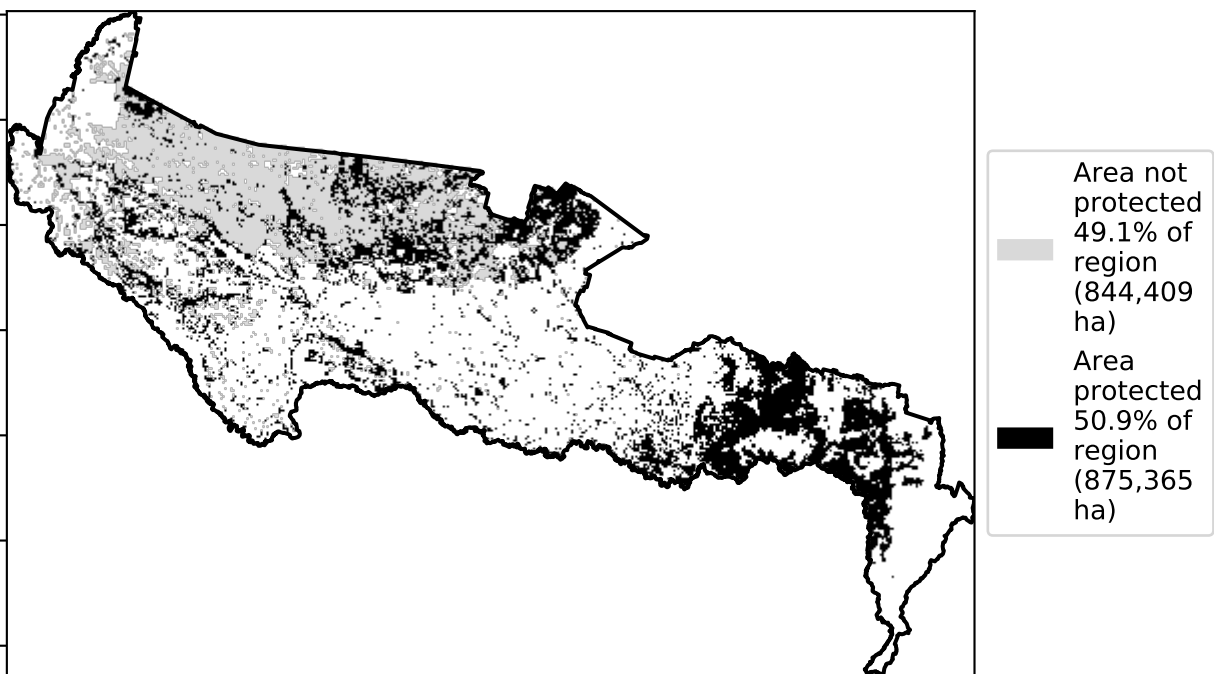 Area not
protected
49.1% of
region
(844,409
ha)
Area
protected
50.9% of
region
(875,365
ha)